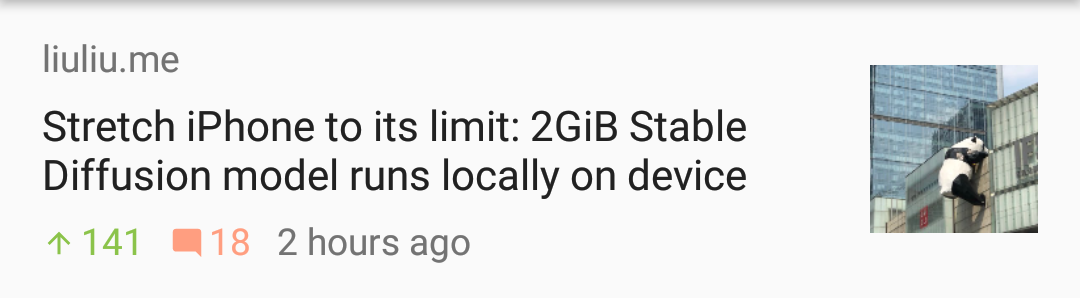 liuliu.me
Stretch iPhone to its limit: 2GiB Stable
Diffusion model runs locally on device
141 18 2 hours ago